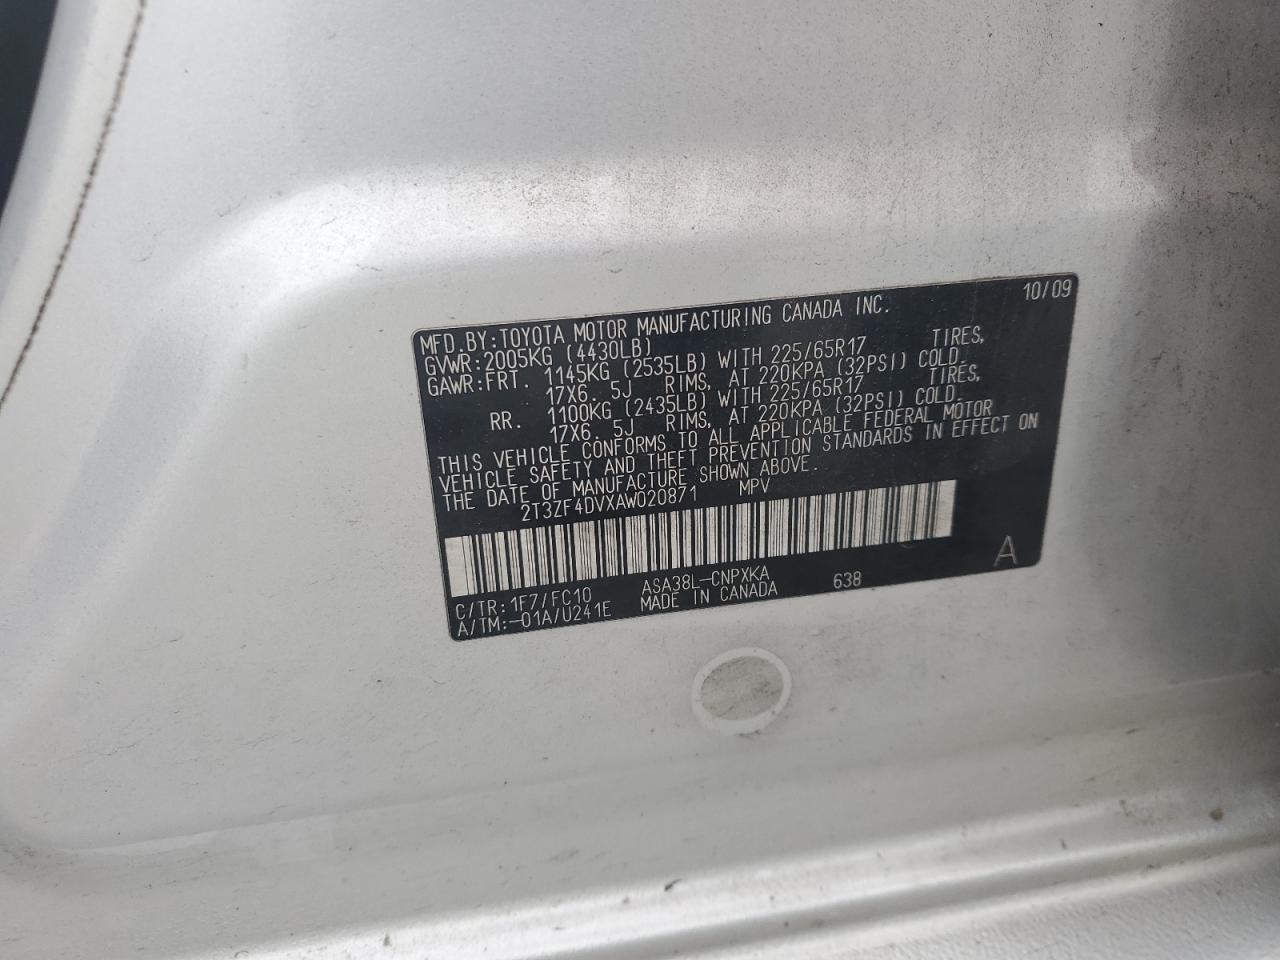 MFD.BY:TOYOTA MOTOR MANUFACTURING CANADA INC. 10/09
GVWR:2005KG (4430LB)
GAWR:FRT. 1145KG (2535LB) WITH 225/65R17 TIRES,
17X6.5J RIMS, AT 220KPA (32PSI) COLD.
RR. 1100KG (2435LB) WITH 225/65R17 TIRES,
17X6.5J RIMS, AT 220KPA (32PSI) COLD.
THIS VEHICLE CONFORMS TO ALL APPLICABLE FEDERAL MOTOR
VEHICLE SAFETY AND THEFT PREVENTION STANDARDS IN EFFECT ON
THE DATE OF MANUFACTURE SHOWN ABOVE.
2T3ZF4DVXAW020871 MPV
C/TR:1F7/FC10 ASA38L-CNPXKA 638 A
A/TM:-01A/U241E MADE IN CANADA